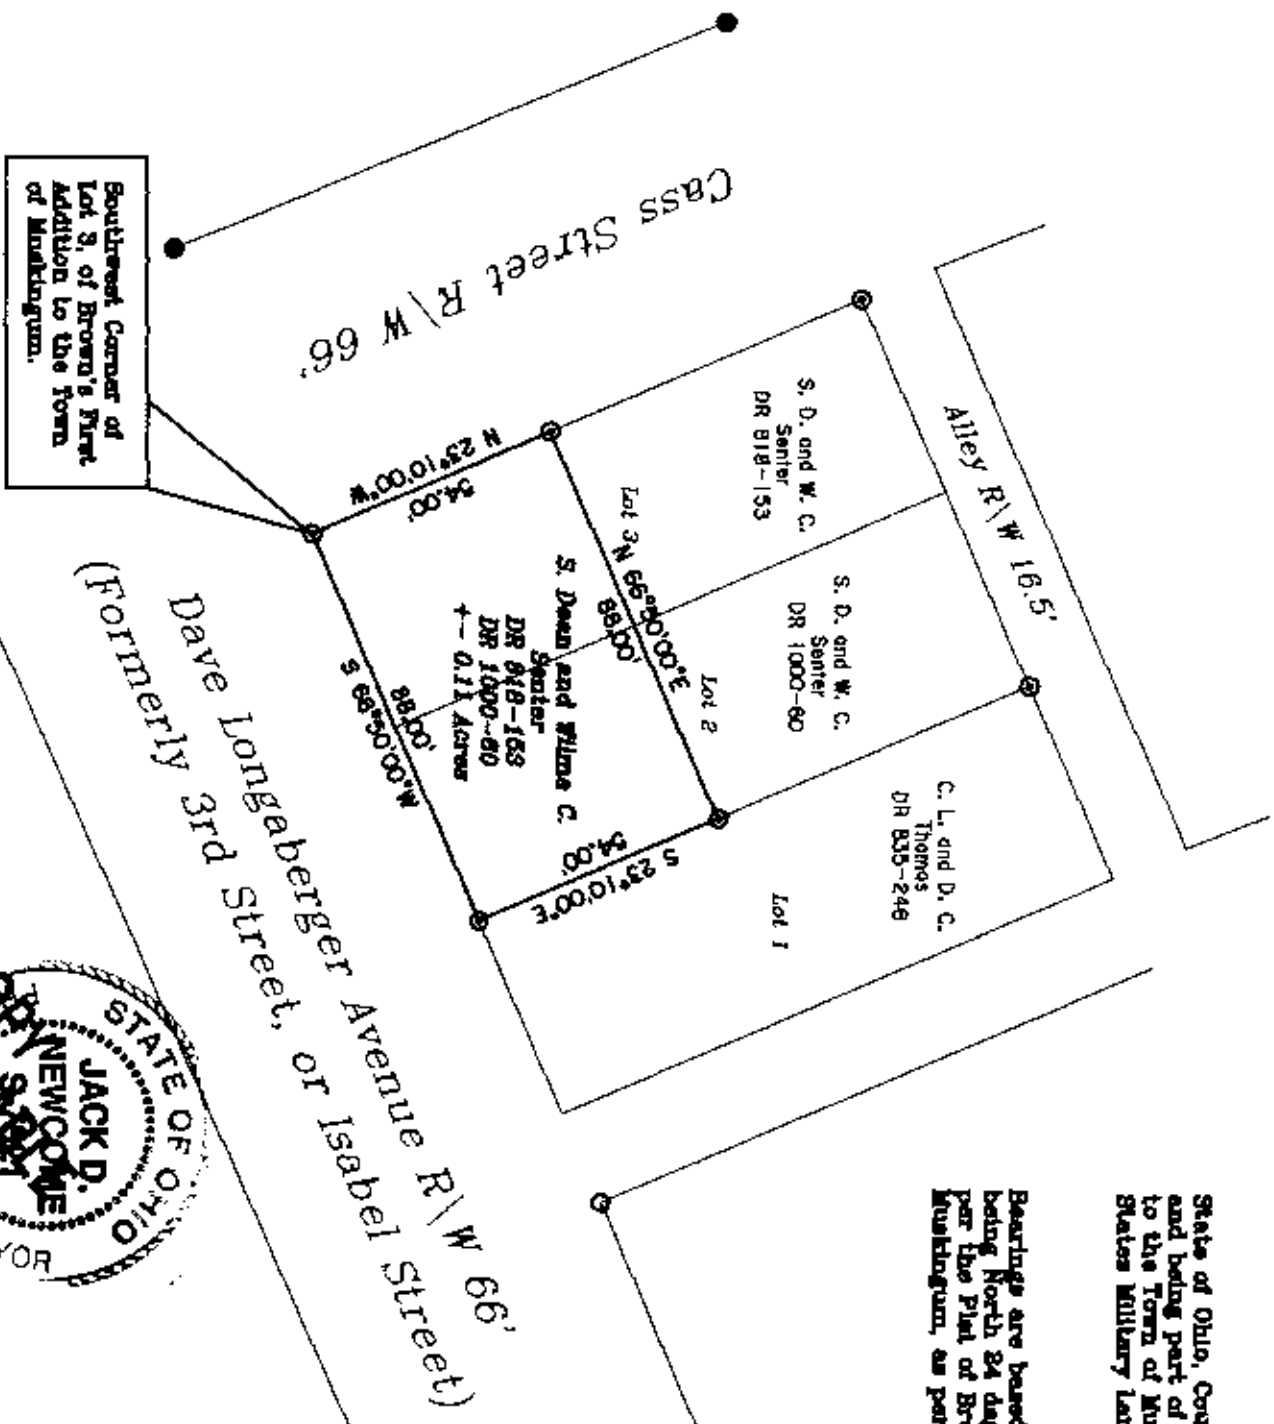 Cass Street R\W 66'
Alley R\W 16.5'
S. D. and W. C.
Senter
DR 818-153
S. D. and W. C.
Senter
DR 1000-60
C. L. and D. C.
Thomas
DR 835-246
Lot 3
Lot 2
Lot 1
N 66°50'00"E
88.00'
N 23°10'00"W
54.00'
S. Dean and Wilma C.
Senter
DR 818-153
DR 1000-60
+- 0.11 Acres
S 23°10'00"E
54.00'
88.00'
S 66°50'00"W
Southwest Corner of
Lot 3, of Brown's First
Addition to the Town
of Muskingum.
Dave Longaberger Avenue R\W 66'
(Formerly 3rd Street, or Isabel Street)
State of Ohio,
and being part of
to the Town of
States Military
Bearings are based
being North 24
per the Plat of
Muskingum, as per
STATE OF OHIO
JACK D.
NEWCOME